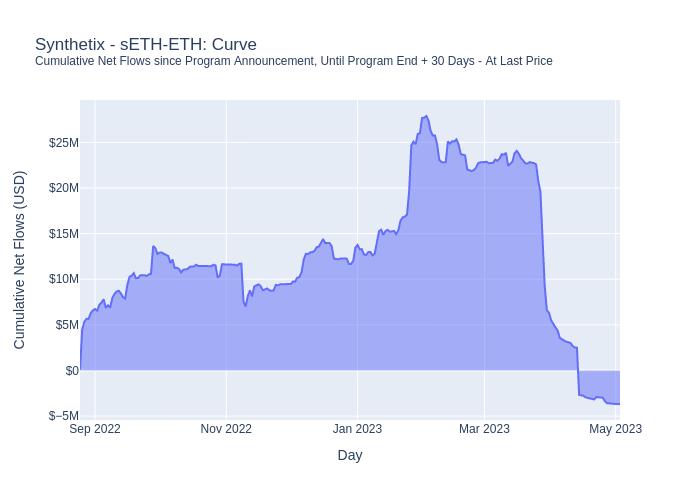 Synthetix - sETH-ETH: Curve
Cumulative Net Flows since Program Announcement, Until Program End + 30 Days - At Last Price
Cumulative Net Flows (USD)
$25M
$20M
$15M
$10M
$5M
$0
$−5M
Sep 2022
Nov 2022
Jan 2023
Mar 2023
May 2023
Day